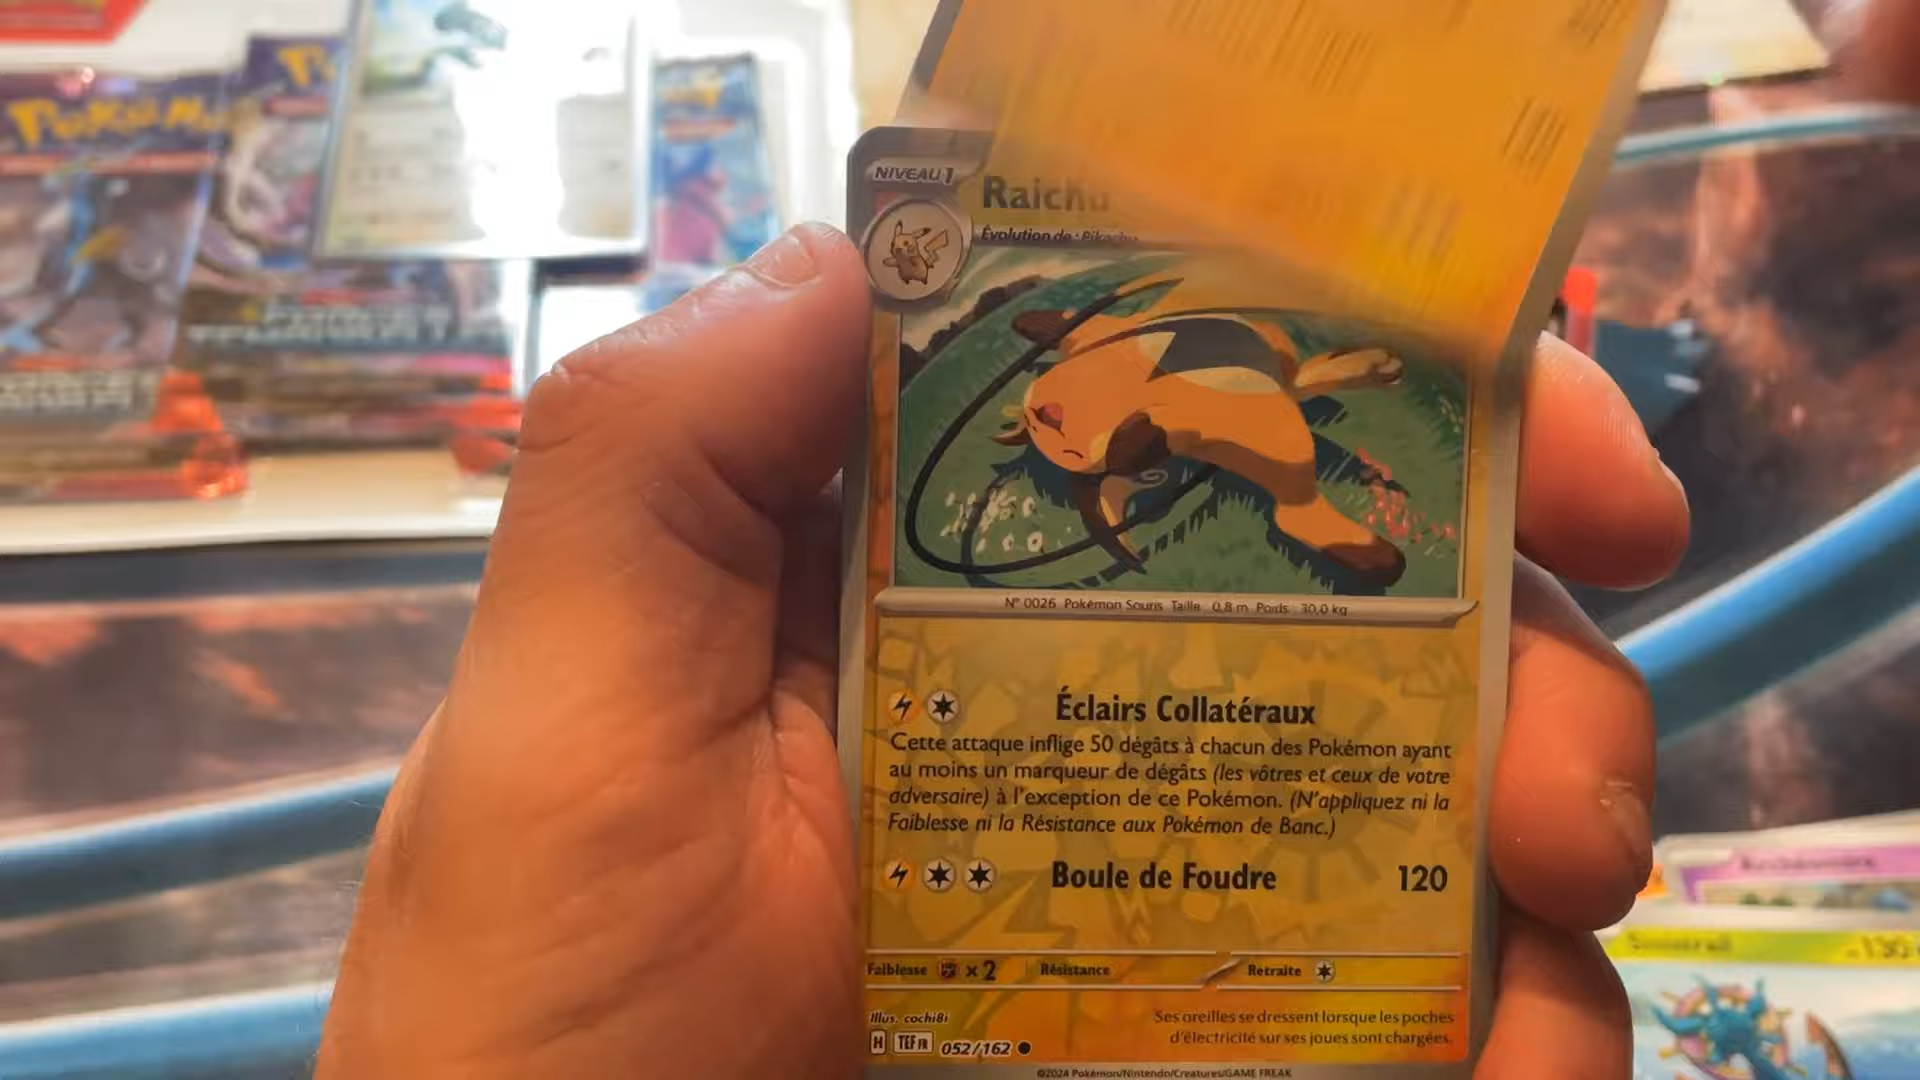 Pokémon
NIVEAU 1
Raichu
Évolution de : Pikachu
N° 0026 Pokémon Souris Taille : 0,8 m Poids : 30,0 kg
Éclairs Collatéraux
Cette attaque inflige 50 dégâts à chacun des Pokémon ayant
au moins un marqueur de dégâts (les vôtres et ceux de votre
adversaire) à l'exception de ce Pokémon. (N'appliquez ni la
Faiblesse ni la Résistance aux Pokémon de Banc.)
Boule de Foudre 120
Faiblesse x2 Résistance Retraite
Illus. cochi8i
Ses oreilles se dressent lorsque les poches
d'électricité sur ses joues sont chargées.
H TEF FR 052/162
©2024 Pokémon/Nintendo/Creatures/GAME FREAK
130